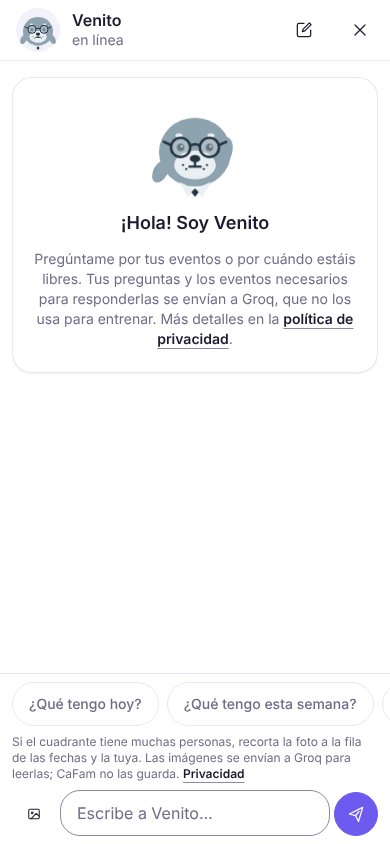 Venito
en línea
¡Hola! Soy Venito
Pregúntame por tus eventos o por cuándo estáis
libres. Tus preguntas y los eventos necesarios
para responderlas se envían a Groq, que no los
usa para entrenar. Más detalles en la política de
privacidad.
¿Qué tengo hoy?
¿Qué tengo esta semana?
Si el cuadrante tiene muchas personas, recorta la foto a la fila
de las fechas y la tuya. Las imágenes se envían a Groq para
leerlas; CaFam no las guarda. Privacidad
Escribe a Venito...